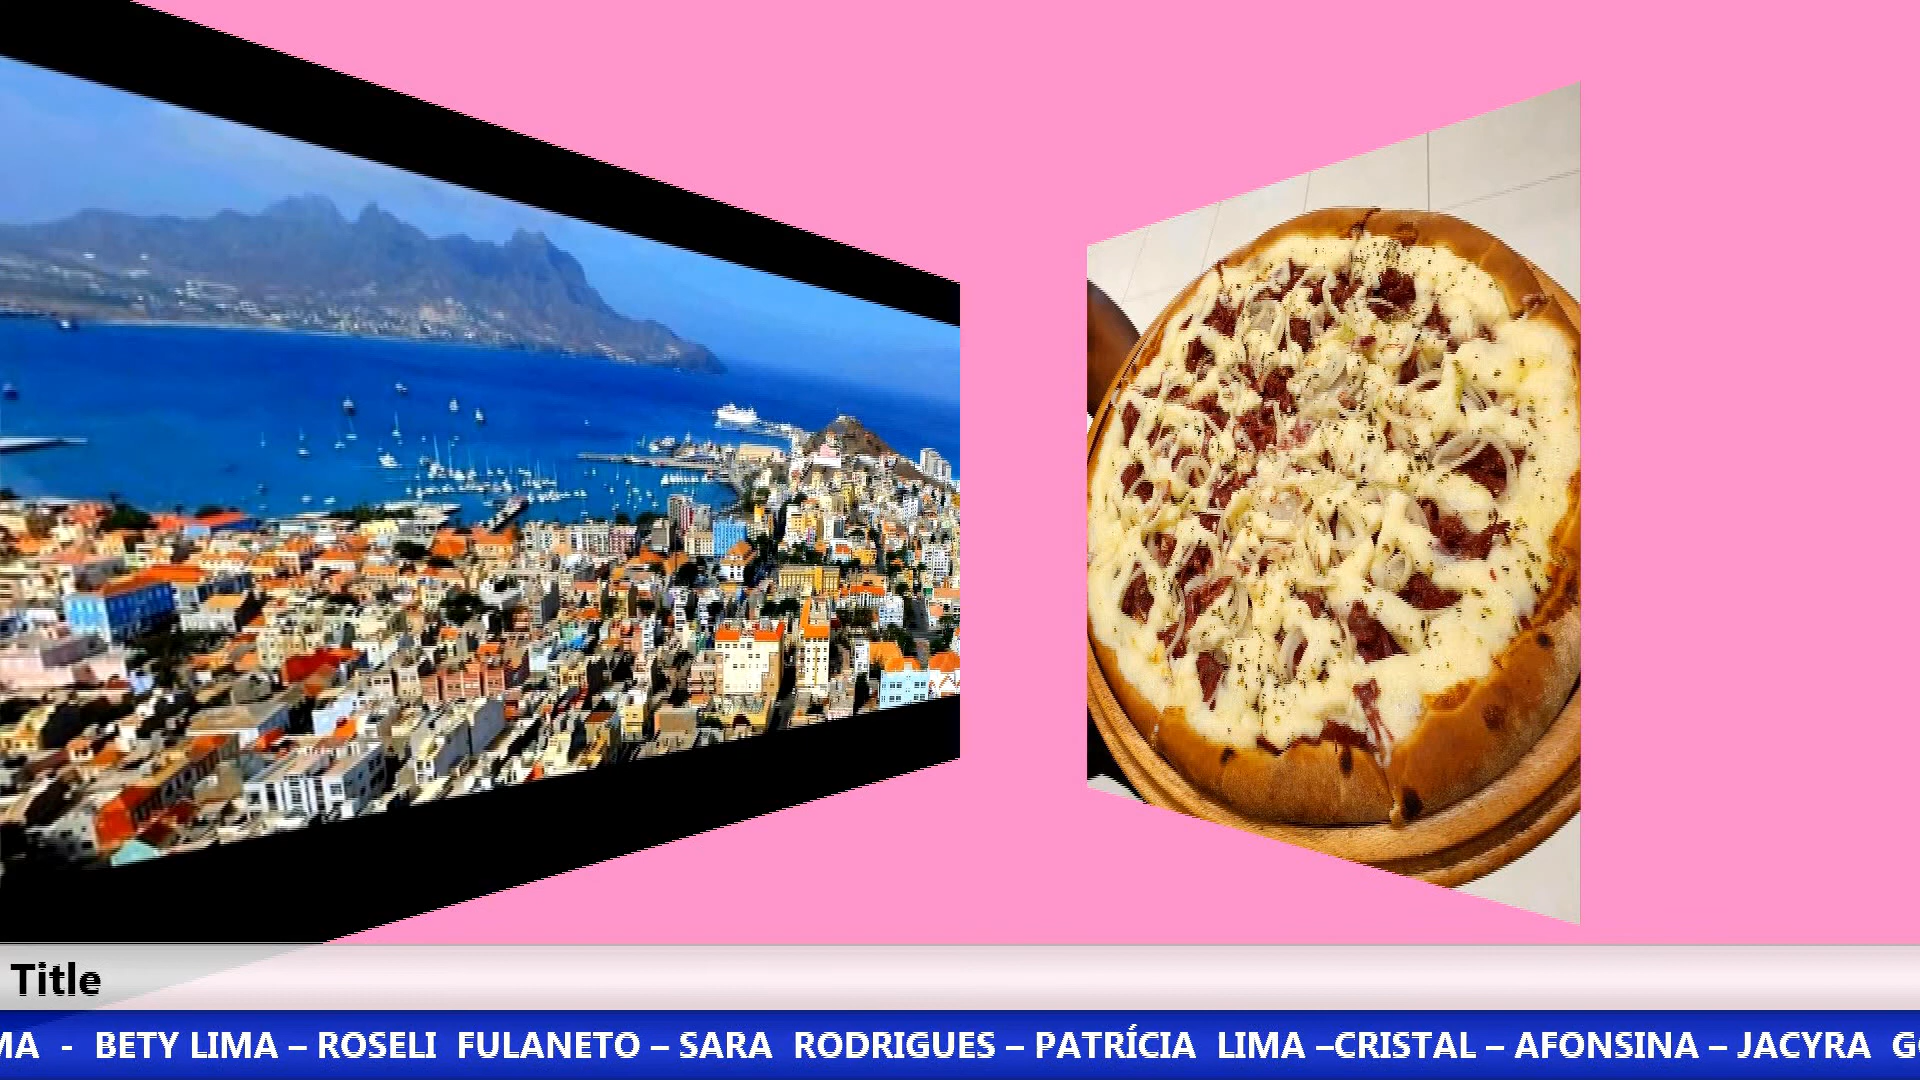 Title
MA - BETY LIMA – ROSELI FULANETO – SARA RODRIGUES – PATRÍCIA LIMA –CRISTAL – AFONSINA – JACYRA